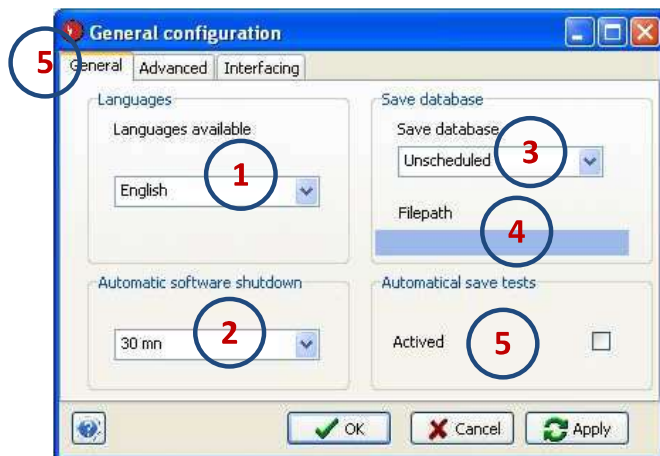 General configuration
5
General Advanced Interfacing
Languages
Languages available
English
1
Save database
Save database
Unscheduled
3
Filepath
4
Automatic software shutdown
30 mn
2
Automatical save tests
Actived
5
?
OK Cancel Apply